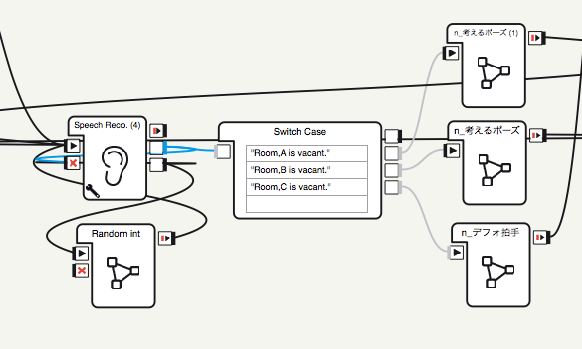 n_考えるポーズ (1)
Speech Reco. (4)
Switch Case
"Room,A is vacant."
"Room,B is vacant."
"Room,C is vacant."
n_考えるポーズ
Random int
n_デフォ拍手